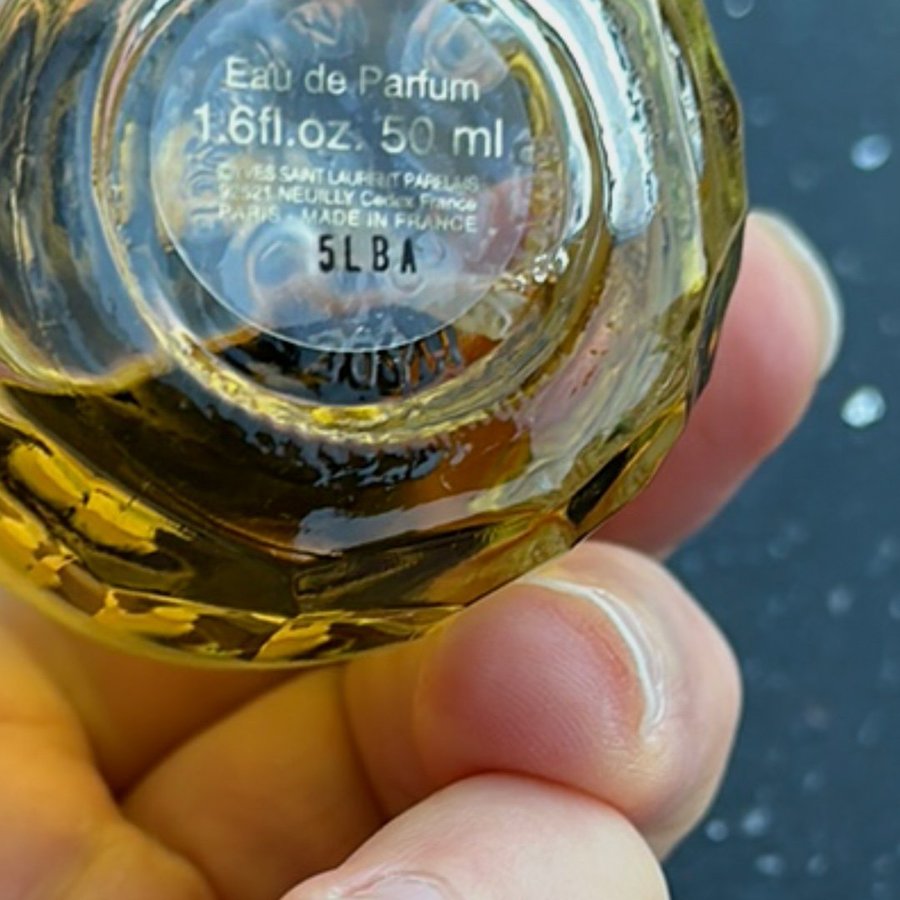 Eau de Parfum
1.6fl.oz. 50 ml
©YVES SAINT LAURENT PARFUMS
92521 NEUILLY Cedex France
PARIS - MADE IN FRANCE
5LBA